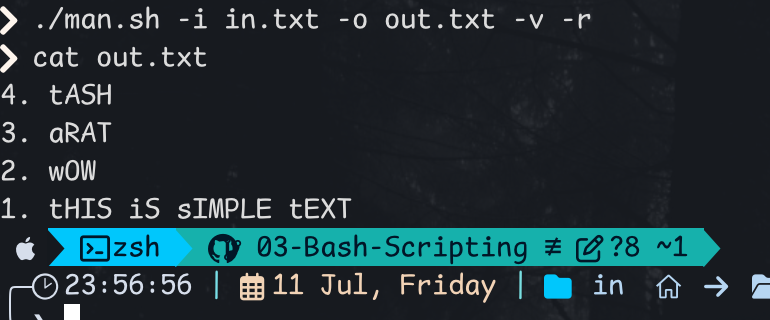 ❯ ./man.sh -i in.txt -o out.txt -v -r
❯ cat out.txt
4. tASH
3. aRAT
2. wOW
1. tHIS iS sIMPLE tEXT
zsh 03-Bash-Scripting ≢ ?8 ~1
23:56:56 | 11 Jul, Friday | in →
❯